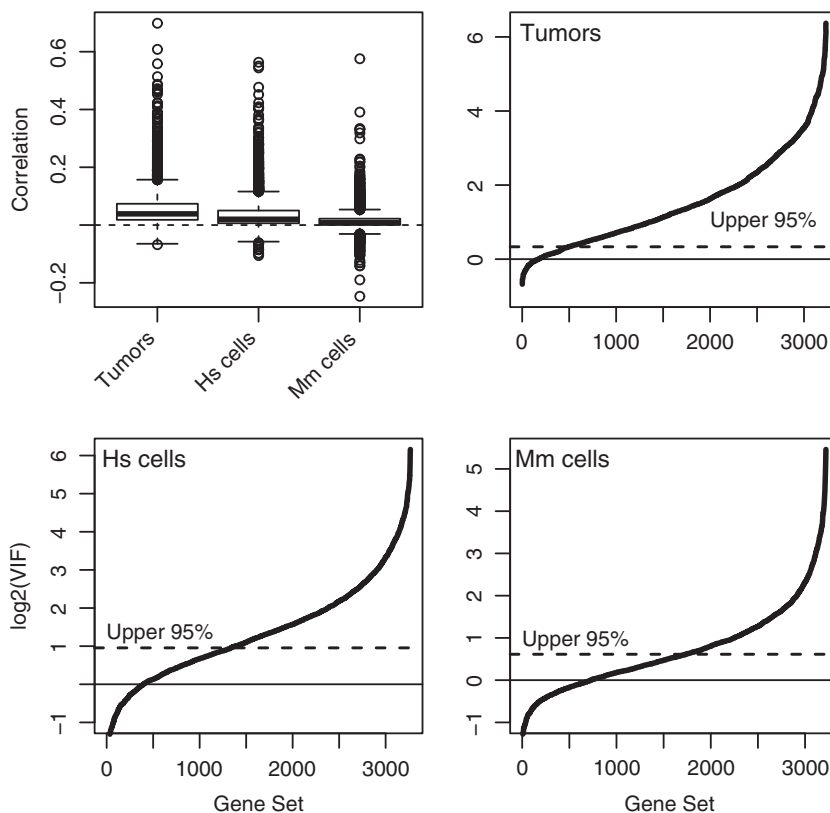 Correlation
0.6
0.4
0.2
−0.2
Tumors
Hs cells
Mm cells
Tumors
6
4
2
0
Upper 95%
0
1000
2000
3000
Hs cells
log2(VIF)
6
5
4
3
2
1
−1
Upper 95%
0
1000
2000
3000
Gene Set
Mm cells
5
4
3
2
1
0
−1
Upper 95%
0
1000
2000
3000
Gene Set